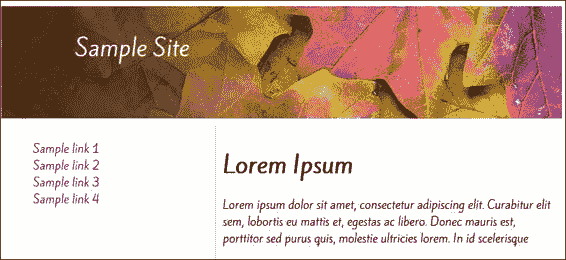 Sample Site
Sample link 1
Sample link 2
Sample link 3
Sample link 4
Lorem Ipsum
Lorem ipsum dolor sit amet, consectetur adipiscing elit. Curabitur elit
sem, lobortis eu mattis et, egestas ac libero. Donec mauris est,
porttitor sed purus quis, molestie ultricies lorem. In id scelerisque